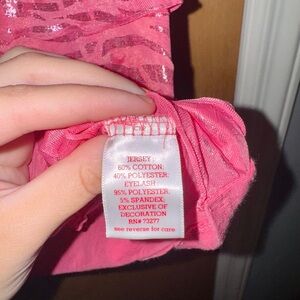 JERSEY
60% COTTON;
40% POLYESTER;
EYELASH
95% POLYESTER
5% SPANDEX;
EXCLUSIVE OF
DECORATION
RN# 73277
see reverse for care